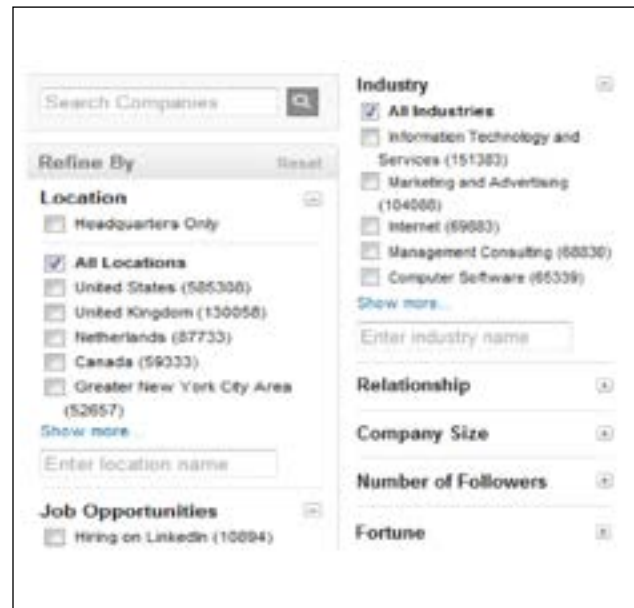 Search Companies
Refine By
Reset
Location
Headquarters Only
All Locations
United States (585308)
United Kingdom (130058)
Netherlands (87733)
Canada (59333)
Greater New York City Area
(52657)
Show more...
Enter location name
Job Opportunities
Hiring on LinkedIn (10894)
Industry
All Industries
Information Technology and
Services (151383)
Marketing and Advertising
(104088)
Internet (69883)
Management Consulting (68830)
Computer Software (65339)
Show more...
Enter industry name
Relationship
Company Size
Number of Followers
Fortune